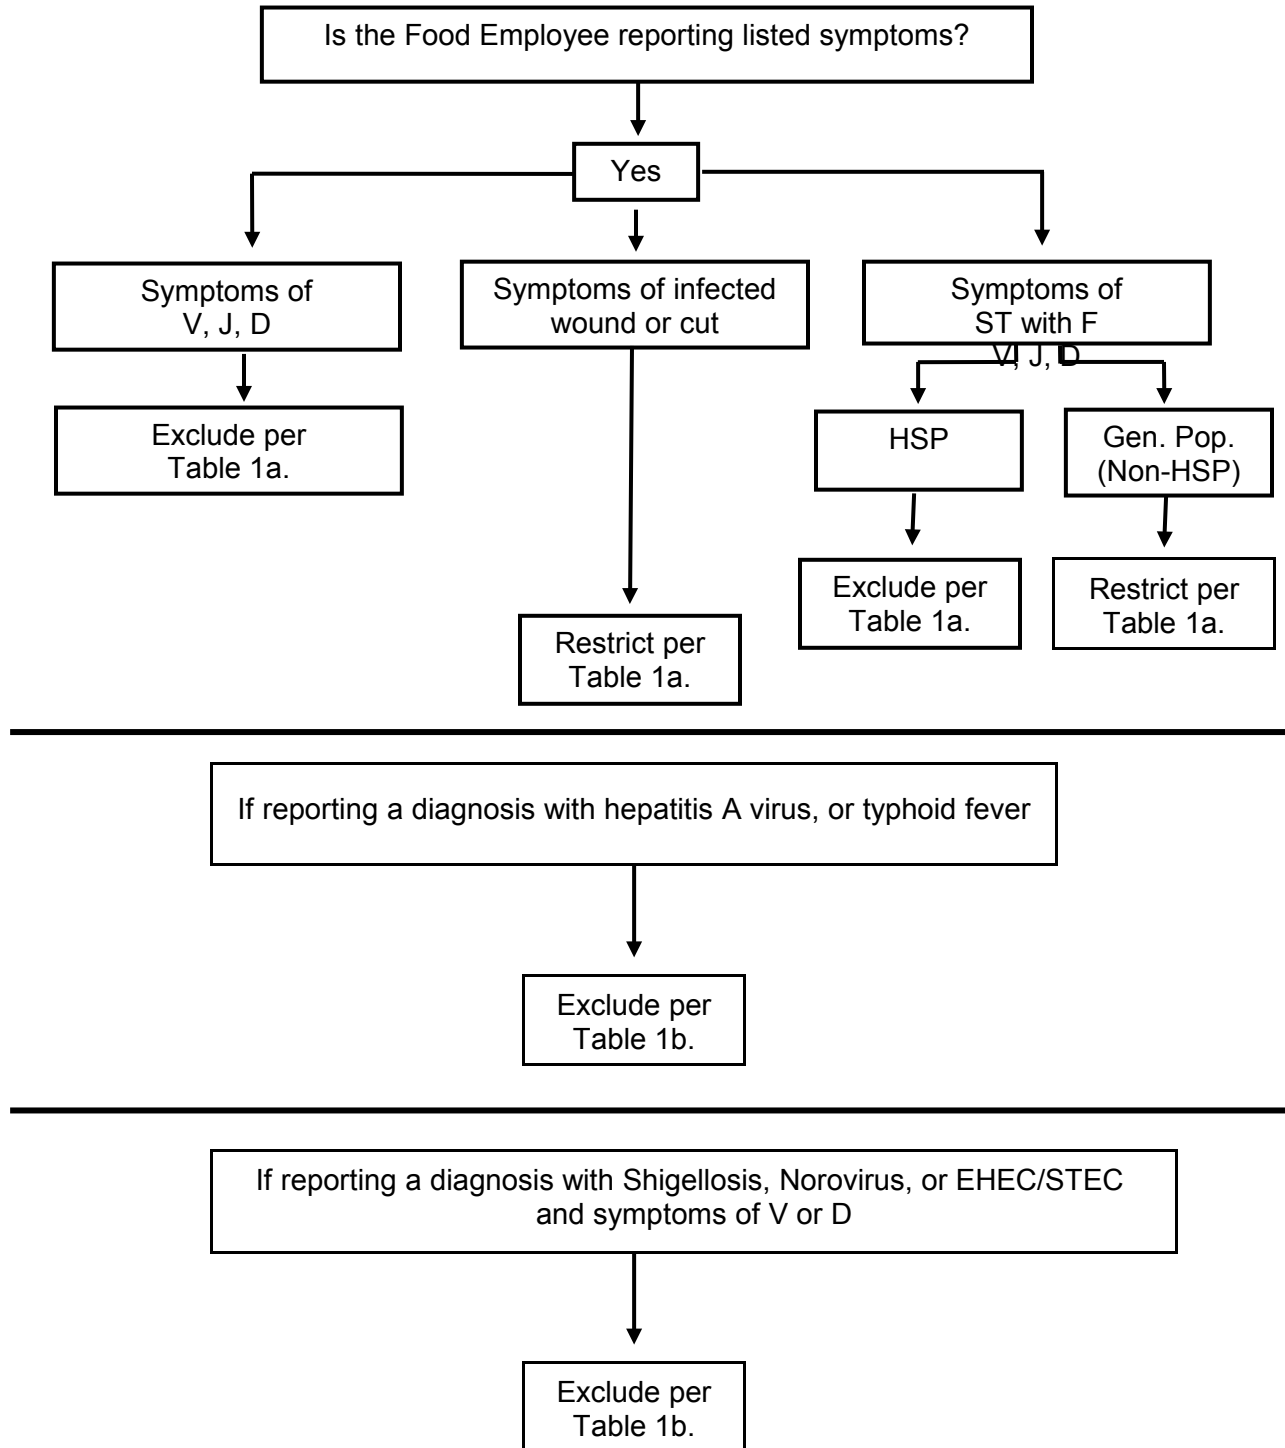 Is the Food Employee reporting listed symptoms?
Yes
Symptoms of
V, J, D
Symptoms of infected
wound or cut
Symptoms of
ST with F
V, J, D
Exclude per
Table 1a.
HSP
Gen. Pop.
(Non-HSP)
Exclude per
Table 1a.
Restrict per
Table 1a.
Restrict per
Table 1a.
If reporting a diagnosis with hepatitis A virus, or typhoid fever
Exclude per
Table 1b.
If reporting a diagnosis with Shigellosis, Norovirus, or EHEC/STEC
and symptoms of V or D
Exclude per
Table 1b.